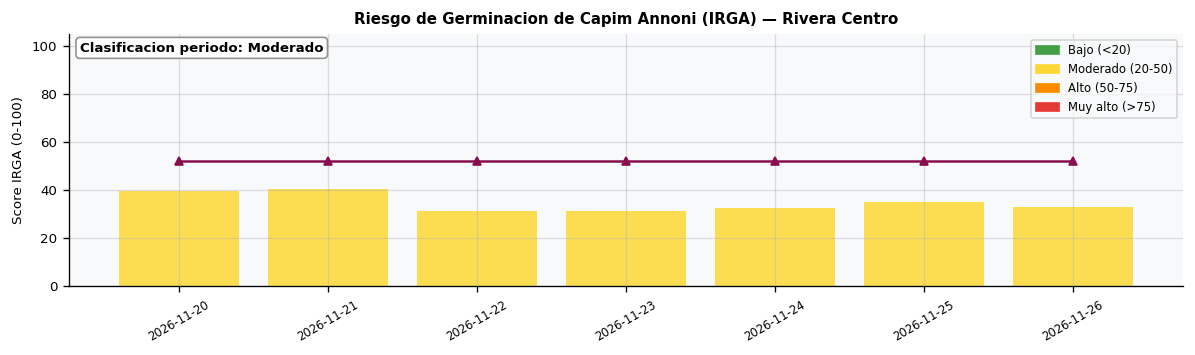 Riesgo de Germinacion de Capim Annoni (IRGA) — Rivera Centro
Clasificacion periodo: Moderado
Bajo (<20)
Moderado (20-50)
Alto (50-75)
Muy alto (>75)
Score IRGA (0-100)
100
80
60
40
20
0
2026-11-20
2026-11-21
2026-11-22
2026-11-23
2026-11-24
2026-11-25
2026-11-26